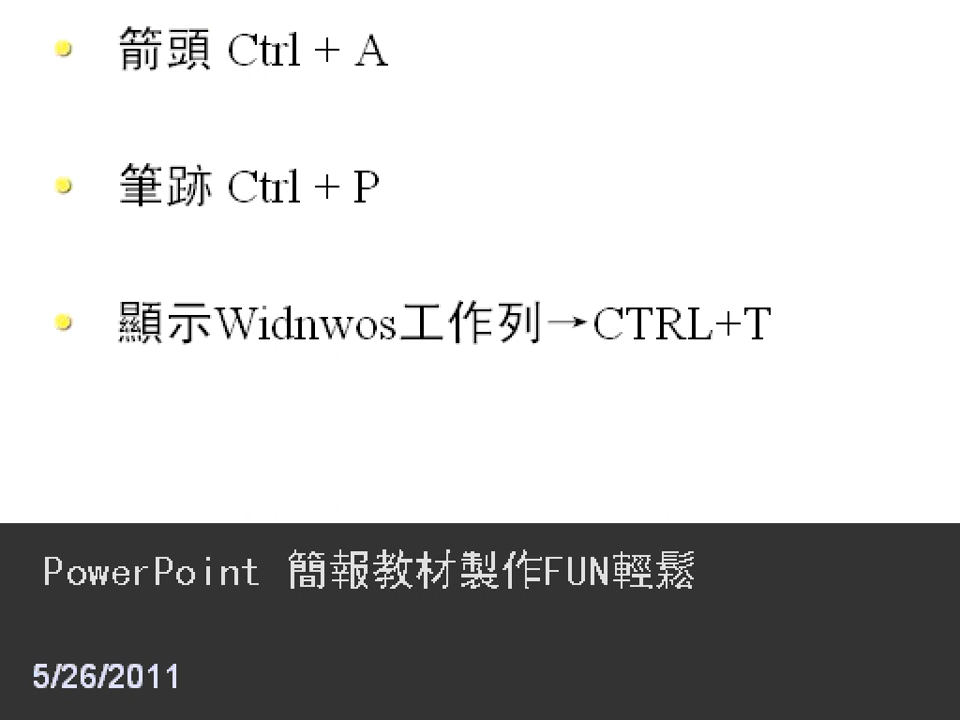 箭頭 Ctrl + A
筆跡 Ctrl + P
顯示Widnwos工作列→CTRL+T
PowerPoint 簡報教材製作FUN輕鬆
5/26/2011